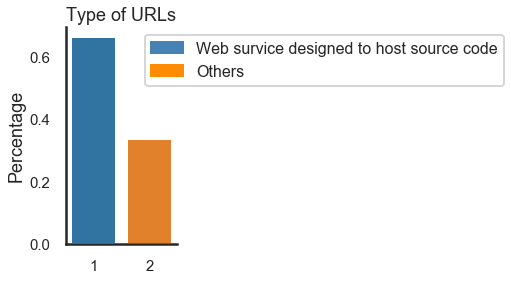 Type of URLs
Web survice designed to host source code
Others
Percentage
0.6
0.4
0.2
0.0
1 2